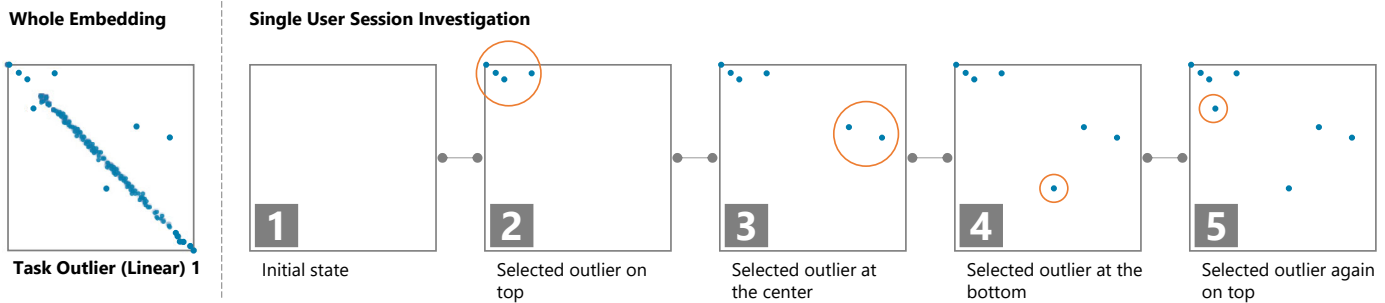 Whole Embedding
Single User Session Investigation
1
2
3
4
5
Task Outlier (Linear) 1
Initial state
Selected outlier on
top
Selected outlier at
the center
Selected outlier at the
bottom
Selected outlier again
on top